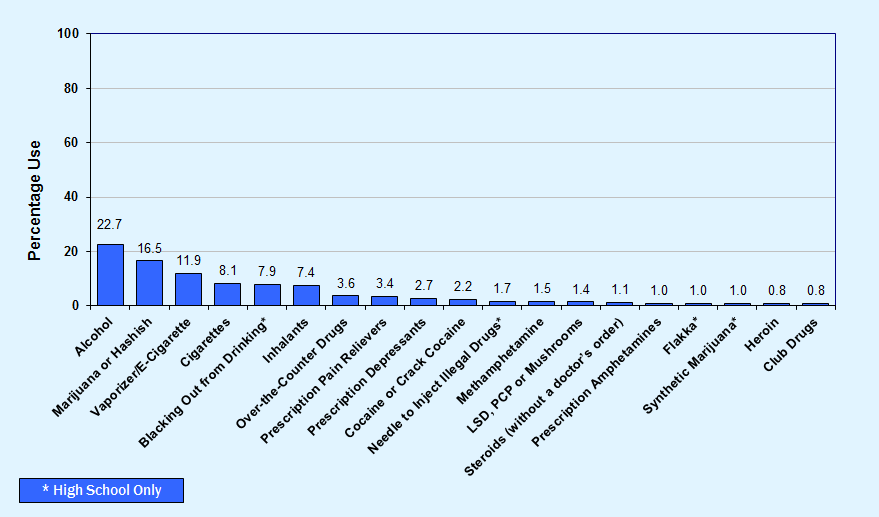 Percentage Use
100
80
60
40
20
0
22.7
16.5
11.9
8.1
7.9
7.4
3.6
3.4
2.7
2.2
1.7
1.5
1.4
1.1
1.0
1.0
1.0
0.8
0.8
Alcohol
Marijuana or Hashish
Vaporizer/E-Cigarette
Cigarettes
Blacking Out from Drinking*
Inhalants
Over-the-Counter Drugs
Prescription Pain Relievers
Prescription Depressants
Cocaine or Crack Cocaine
Needle to Inject Illegal Drugs*
Methamphetamine
LSD, PCP or Mushrooms
Steroids (without a doctor's order)
Prescription Amphetamines
Flakka*
Synthetic Marijuana*
Heroin
Club Drugs
* High School Only